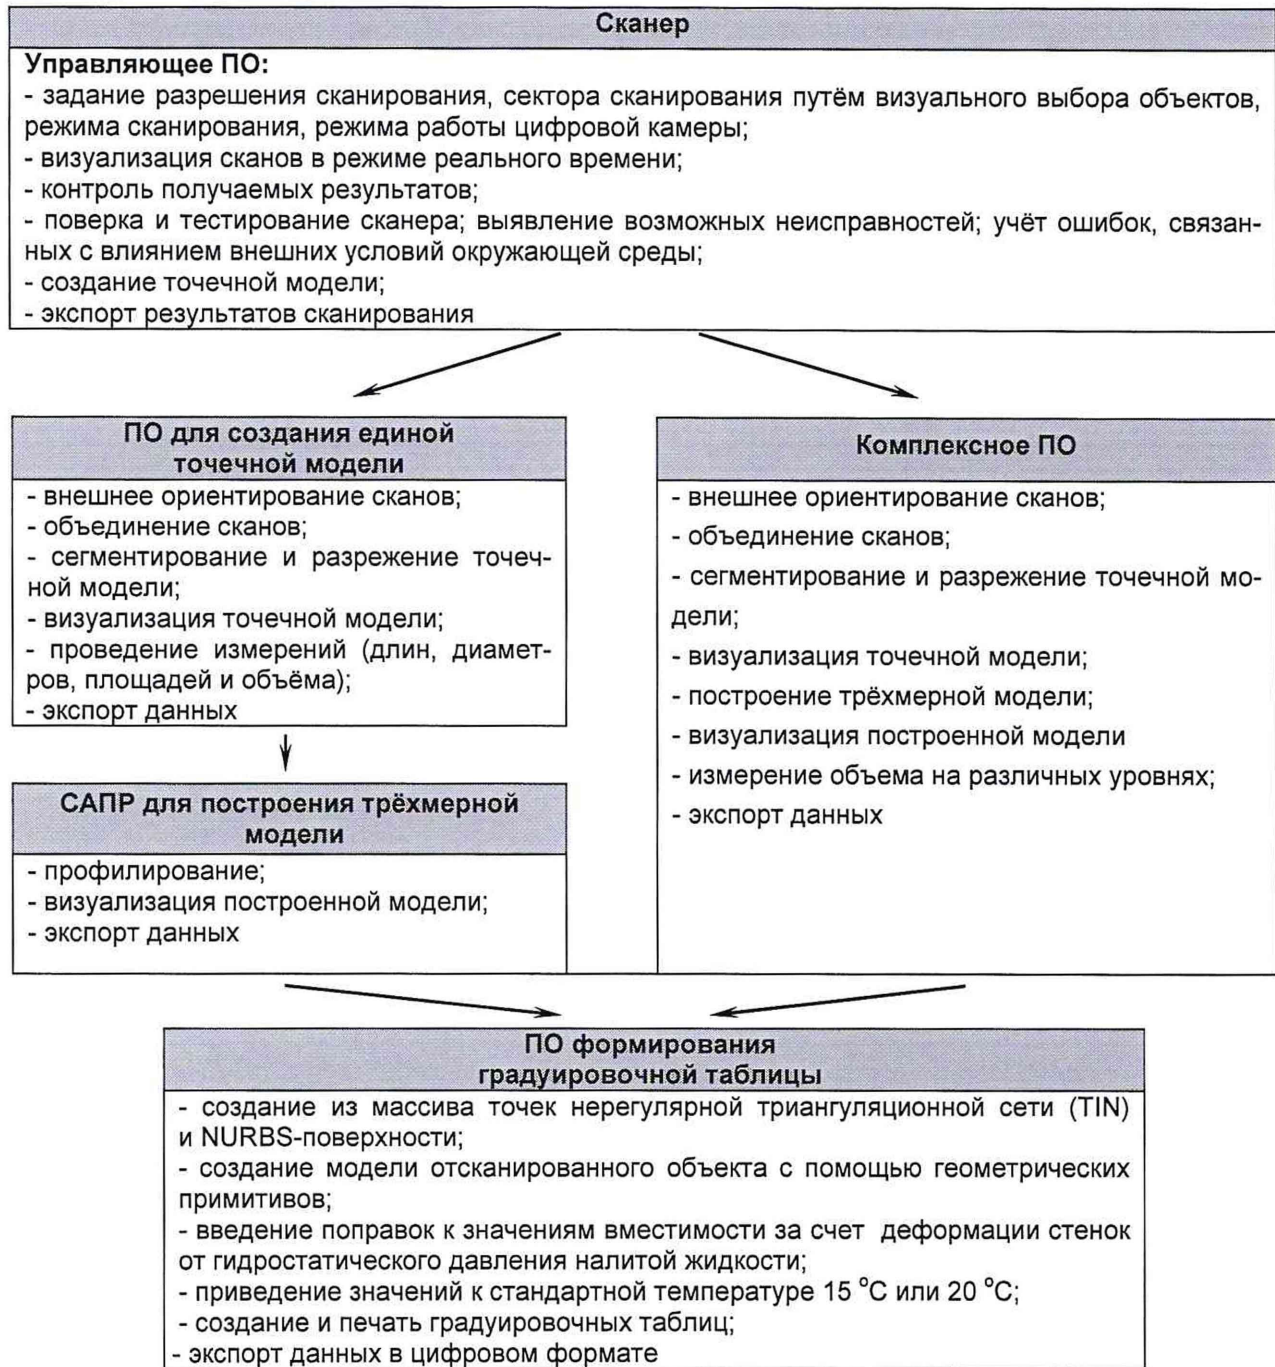 Сканер
Управляющее ПО:
- задание разрешения сканирования, сектора сканирования путём визуального выбора объектов,
режима сканирования, режима работы цифровой камеры;
- визуализация сканов в режиме реального времени;
- контроль получаемых результатов;
- поверка и тестирование сканера; выявление возможных неисправностей; учёт ошибок, связан-
ных с влиянием внешних условий окружающей среды;
- создание точечной модели;
- экспорт результатов сканирования
ПО для создания единой
точечной модели
- внешнее ориентирование сканов;
- объединение сканов;
- сегментирование и разрежение точеч-
ной модели;
- визуализация точечной модели;
- проведение измерений (длин, диамет-
ров, площадей и объёма);
- экспорт данных
САПР для построения трёхмерной
модели
- профилирование;
- визуализация построенной модели;
- экспорт данных
Комплексное ПО
- внешнее ориентирование сканов;
- объединение сканов;
- сегментирование и разрежение точечной мо-
дели;
- визуализация точечной модели;
- построение трёхмерной модели;
- визуализация построенной модели
- измерение объема на различных уровнях;
- экспорт данных
ПО формирования
градуировочной таблицы
- создание из массива точек нерегулярной триангуляционной сети (TIN)
и NURBS-поверхности;
- создание модели отсканированного объекта с помощью геометрических
примитивов;
- введение поправок к значениям вместимости за счет деформации стенок
от гидростатического давления налитой жидкости;
- приведение значений к стандартной температуре 15 °С или 20 °С;
- создание и печать градуировочных таблиц;
- экспорт данных в цифровом формате